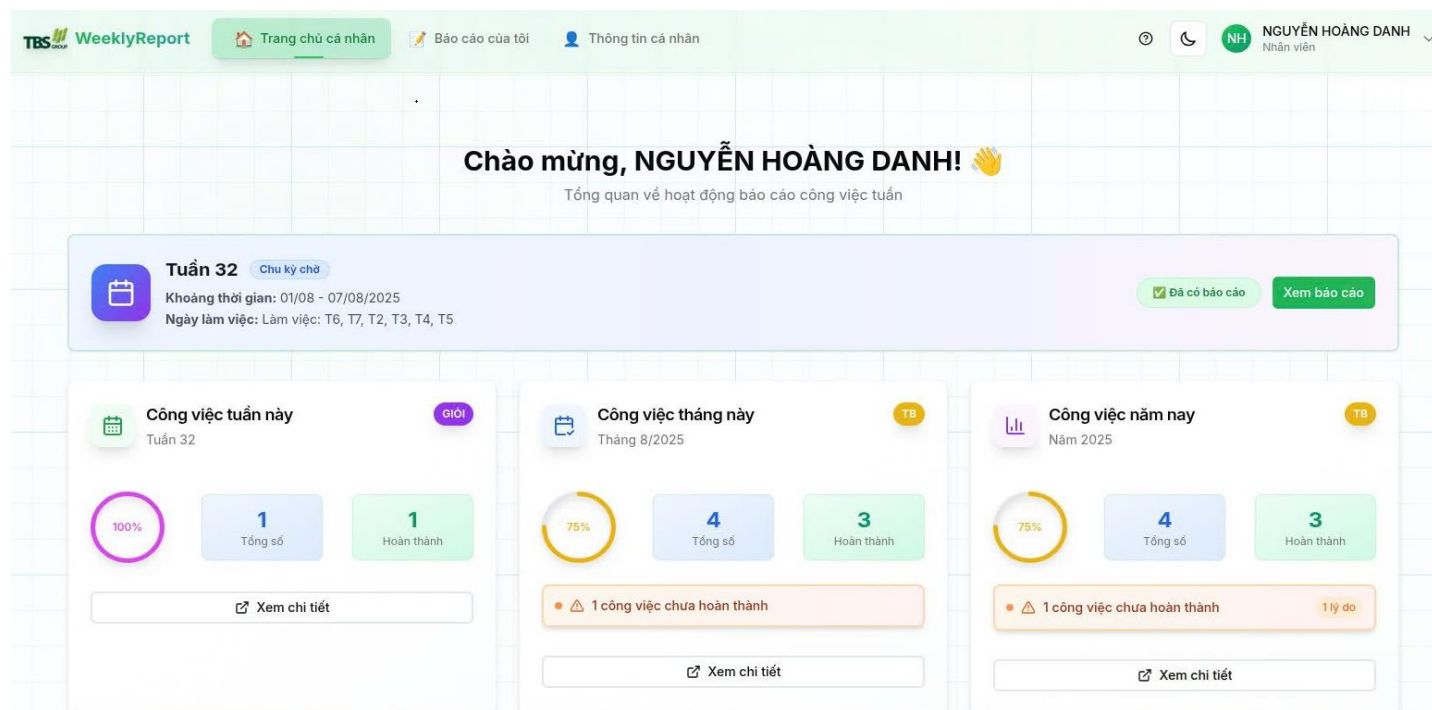 TBS GROUP WeeklyReport
Trang chủ cá nhân
Báo cáo của tôi
Thông tin cá nhân
NH
NGUYỄN HOÀNG DANH
Nhân viên
Chào mừng, NGUYỄN HOÀNG DANH! 👋
Tổng quan về hoạt động báo cáo công việc tuần
Tuần 32 Chu kỳ chờ
Khoảng thời gian: 01/08 - 07/08/2025
Ngày làm việc: Làm việc: T6, T7, T2, T3, T4, T5
✅ Đã có báo cáo
Xem báo cáo
Công việc tuần này
GIỎI
Tuần 32
100%
1
Tổng số
1
Hoàn thành
Xem chi tiết
Công việc tháng này
TB
Tháng 8/2025
75%
4
Tổng số
3
Hoàn thành
1 công việc chưa hoàn thành
Xem chi tiết
Công việc năm nay
TB
Năm 2025
75%
4
Tổng số
3
Hoàn thành
1 công việc chưa hoàn thành
1 lý do
Xem chi tiết